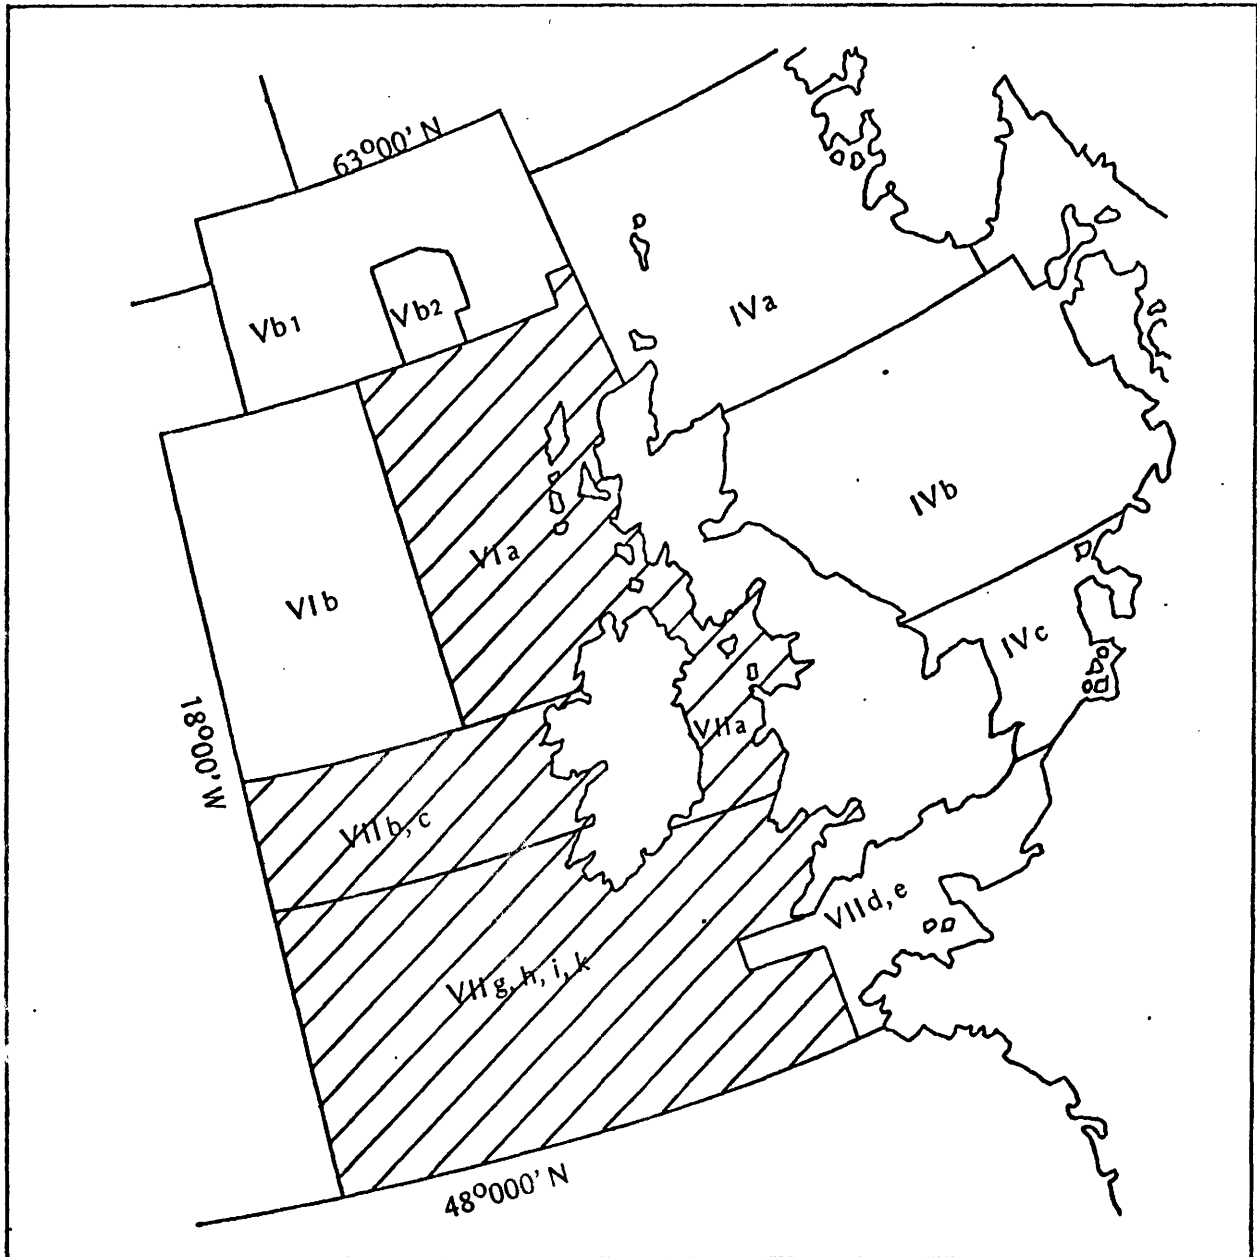 63°00' N
Vb1
Vb2
IVa
IVb
VIa
VIb
IVc
18°00' W
VIIa
VIIb,c
VIId,e
VIIg,h,i,k
48°000' N